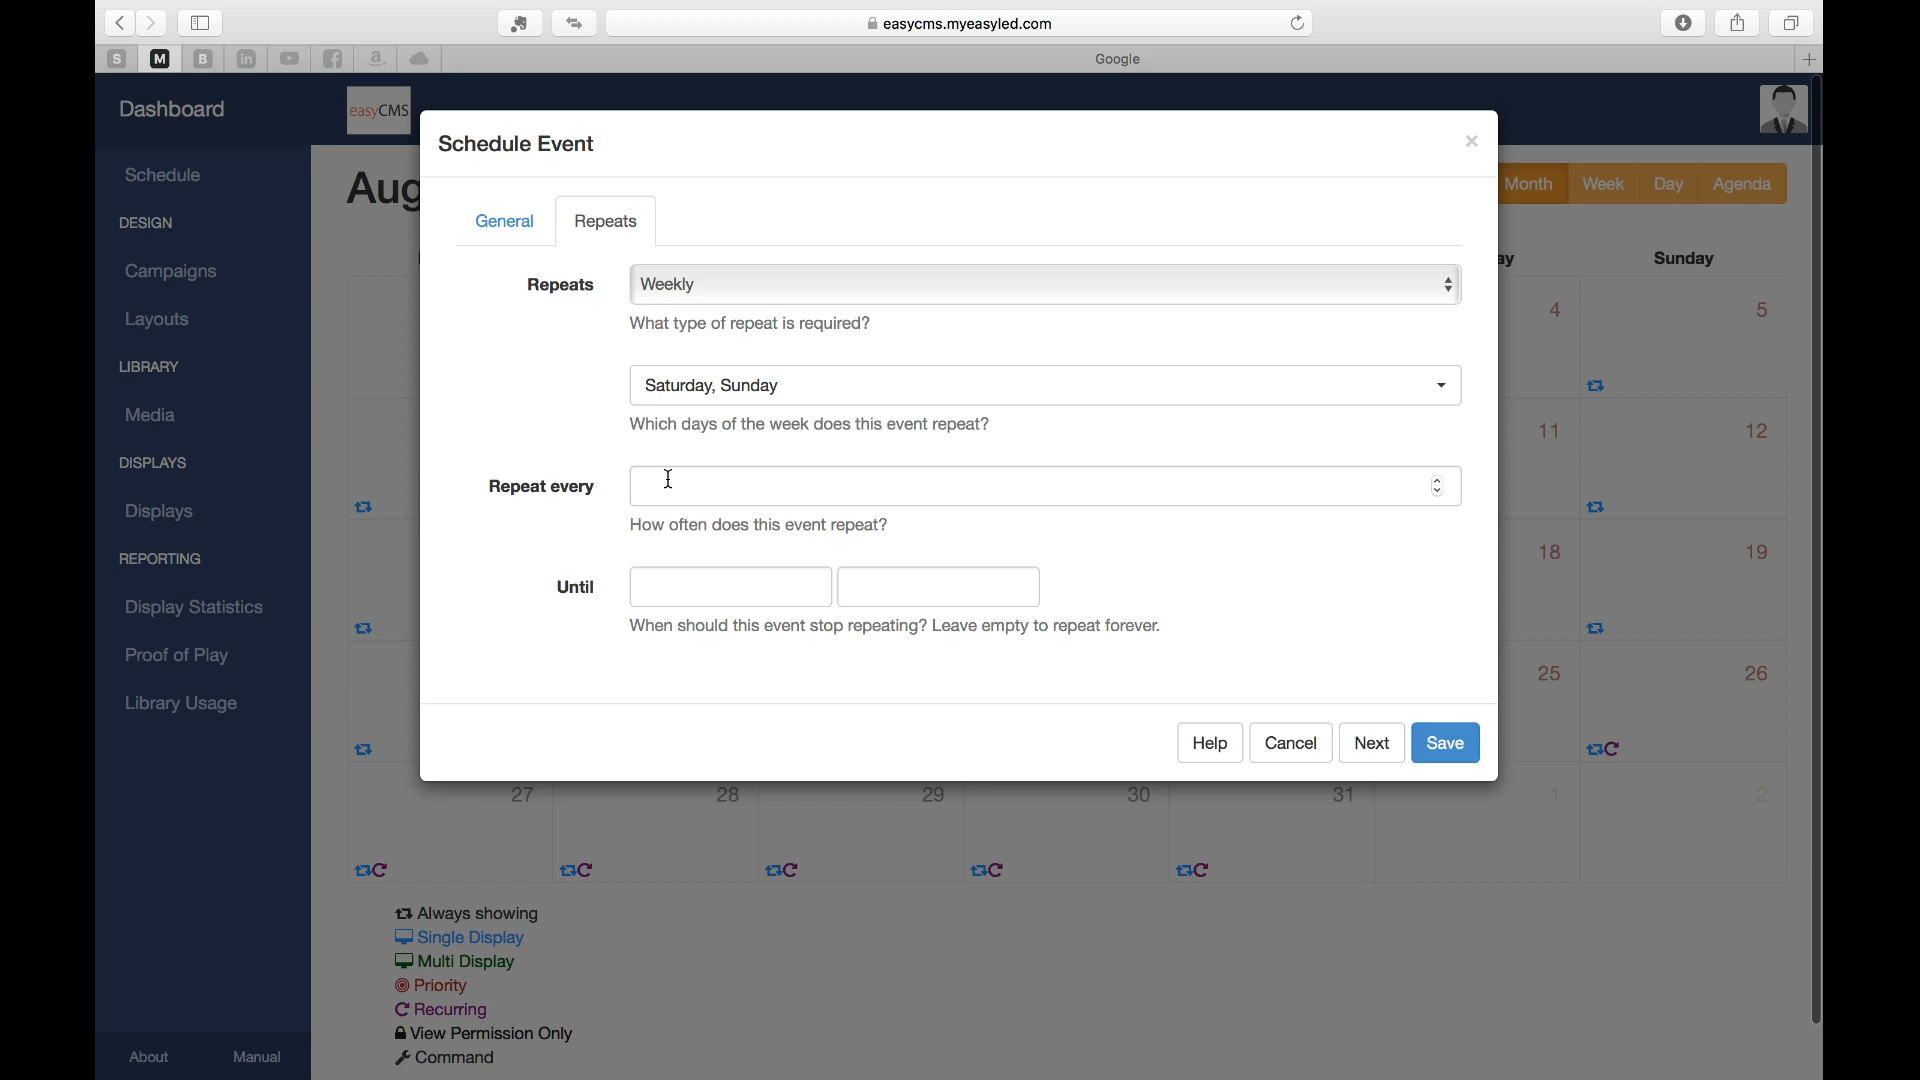 easycms.myeasyled.com
S M B in a Google
Dashboard
easyCMS
Schedule
DESIGN
Campaigns
Layouts
LIBRARY
Media
DISPLAYS
Displays
REPORTING
Display Statistics
Proof of Play
Library Usage
About Manual
Aug
Month Week Day Agenda
Schedule Event ×
General Repeats
Repeats Weekly
What type of repeat is required?
Saturday, Sunday
Which days of the week does this event repeat?
Repeat every
How often does this event repeat?
Until
When should this event stop repeating? Leave empty to repeat forever.
Help Cancel Next Save
ay Sunday
4 5
11 12
18 19
25 26
27 28 29 30 31 1 2
Always showing
Single Display
Multi Display
Priority
Recurring
View Permission Only
Command